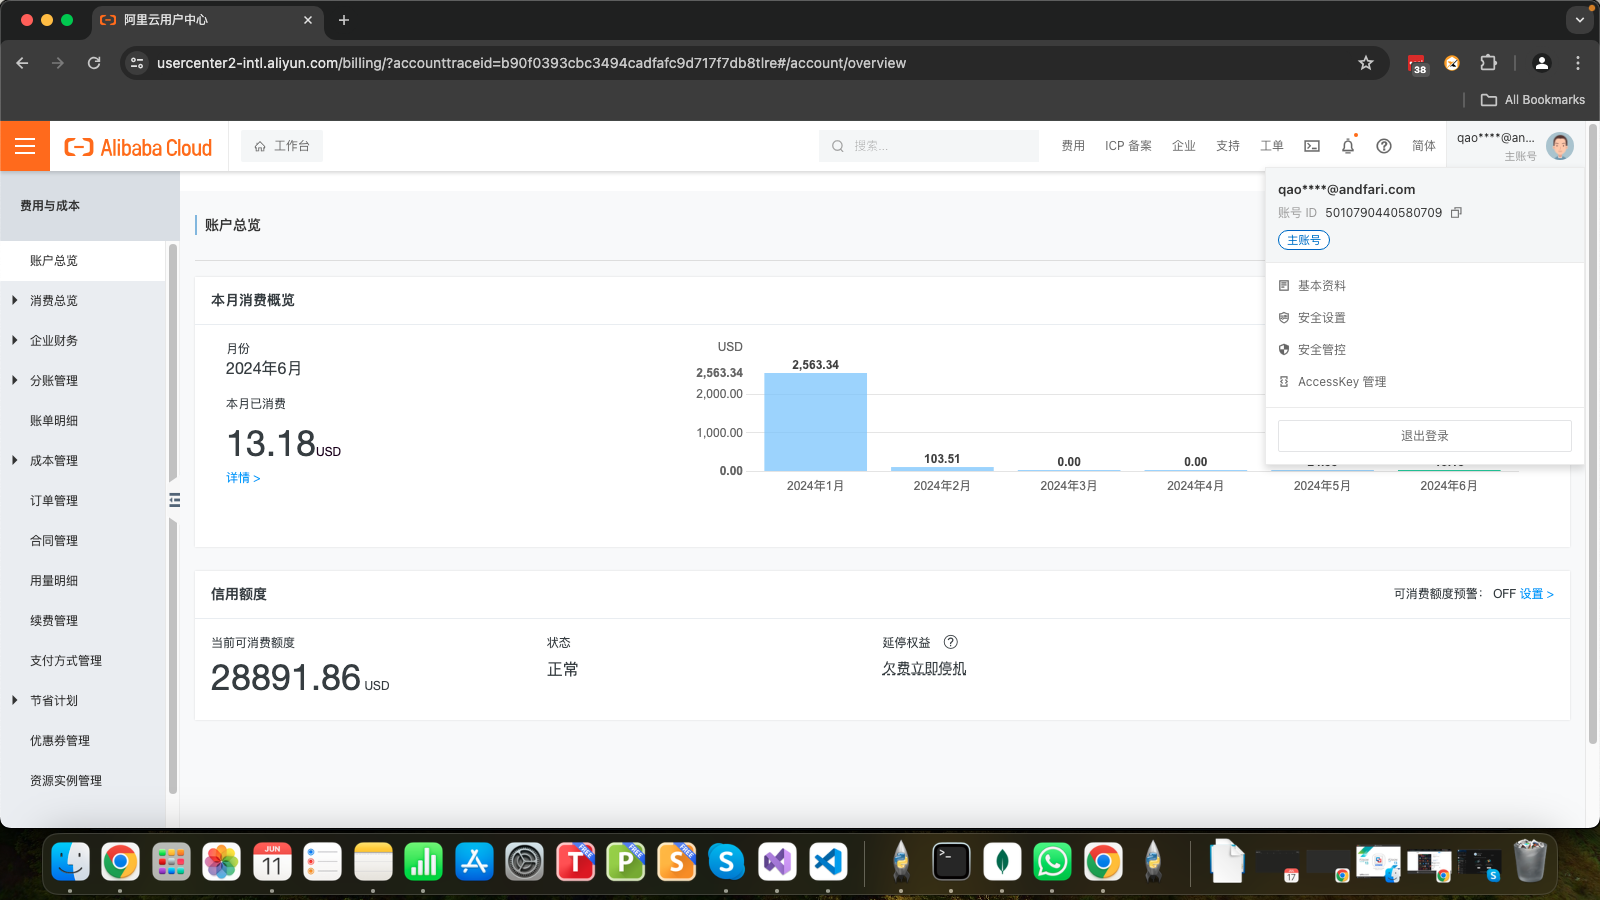 阿里云用户中心
usercenter2-intl.aliyun.com/billing/?accounttraceid=b90f0393cbc3494cadfafc9d717f7db8tlre#/account/overview
38
All Bookmarks
Alibaba Cloud
工作台
搜索...
费用
ICP 备案
企业
支持
工单
简体
qao****@an...
主账号
费用与成本
账户总览
消费总览
企业财务
分账管理
账单明细
成本管理
订单管理
合同管理
用量明细
续费管理
支付方式管理
节省计划
优惠券管理
资源实例管理
账户总览
本月消费概览
月份
2024年6月
本月已消费
13.18USD
详情 >
USD
2,563.34
2,000.00
1,000.00
0.00
2,563.34
103.51
0.00
0.00
2024年1月
2024年2月
2024年3月
2024年4月
2024年5月
2024年6月
qao****@andfari.com
账号 ID 5010790440580709
主账号
基本资料
安全设置
安全管控
AccessKey 管理
退出登录
信用额度
可消费额度预警： OFF 设置 >
当前可消费额度
28891.86 USD
状态
正常
延停权益
欠费立即停机
JUN
11
T
FREE
P
FREE
S
FREE
S
17
S